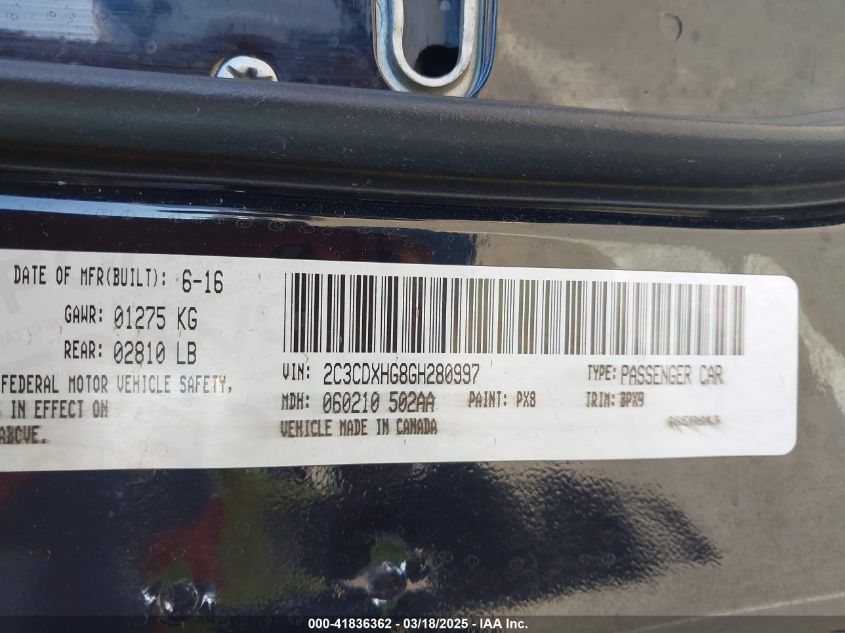 DATE OF MFR(BUILT): 6-16
GAWR: 01275 KG
REAR: 02810 LB
FEDERAL MOTOR VEHICLE SAFETY,
IN EFFECT ON
ABOVE.
VIN: 2C3CDXHG8GH280997 TYPE: PASSENGER CAR
MDH: 060210 502AA PAINT: PX8 TRIM: BPX9
VEHICLE MADE IN CANADA
000-41836362 - 03/18/2025 - IAA Inc.